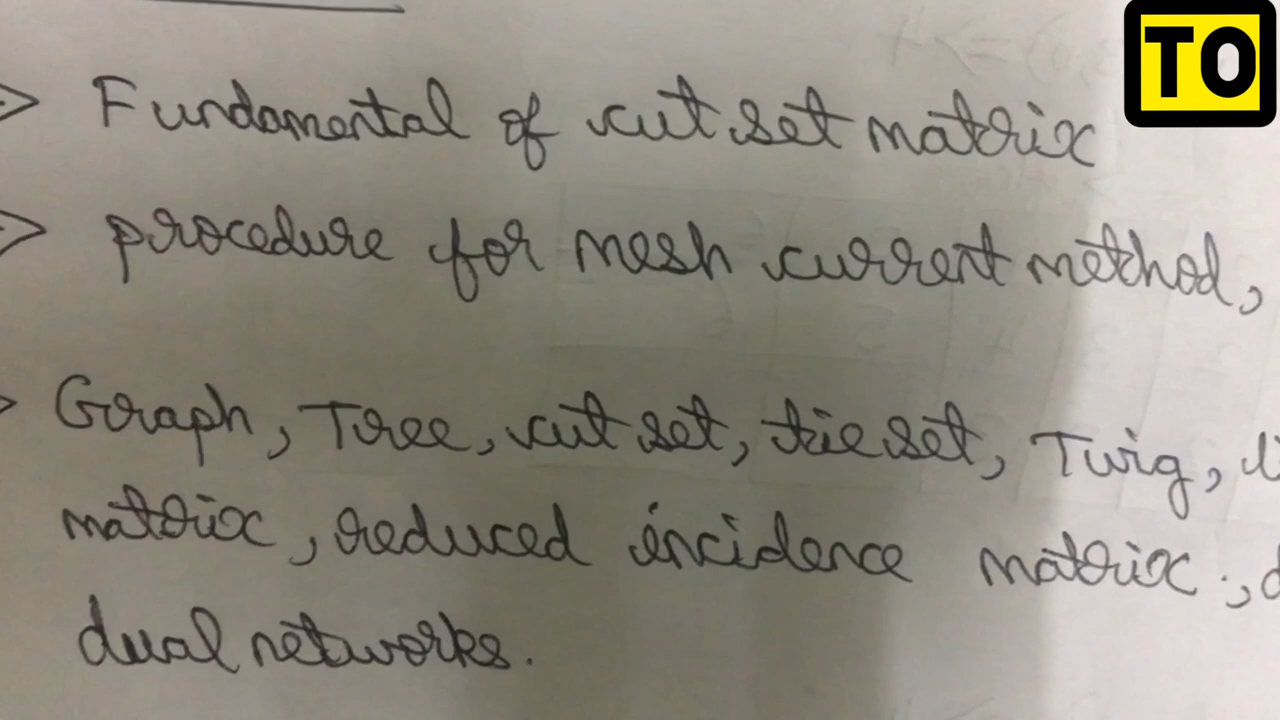 TO
> Fundamental of cut set matrix
> procedure for mesh current method,
> Graph, Tree, cut set, tie set, Twig,
matrix, reduced incidence matrix,
dual networks.